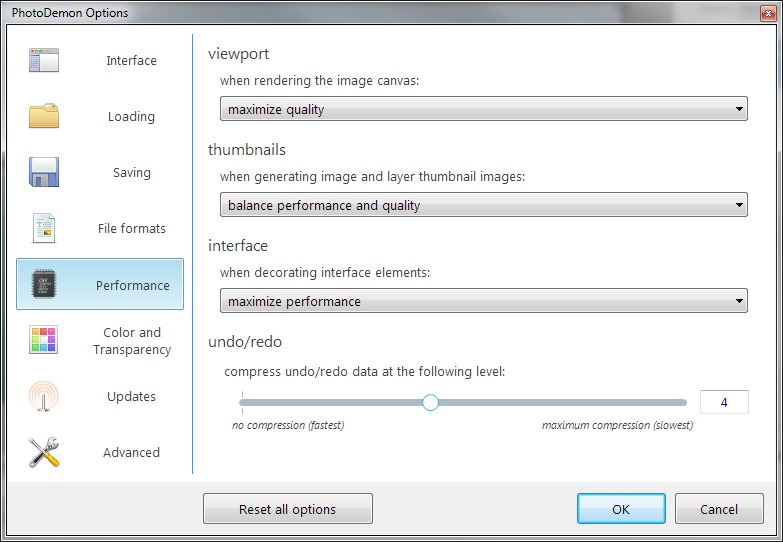 PhotoDemon Options
Interface
Loading
Saving
File formats
Performance
Color and
Transparency
Updates
Advanced
viewport
when rendering the image canvas:
maximize quality
thumbnails
when generating image and layer thumbnail images:
balance performance and quality
interface
when decorating interface elements:
maximize performance
undo/redo
compress undo/redo data at the following level:
4
no compression (fastest)
maximum compression (slowest)
Reset all options
OK
Cancel